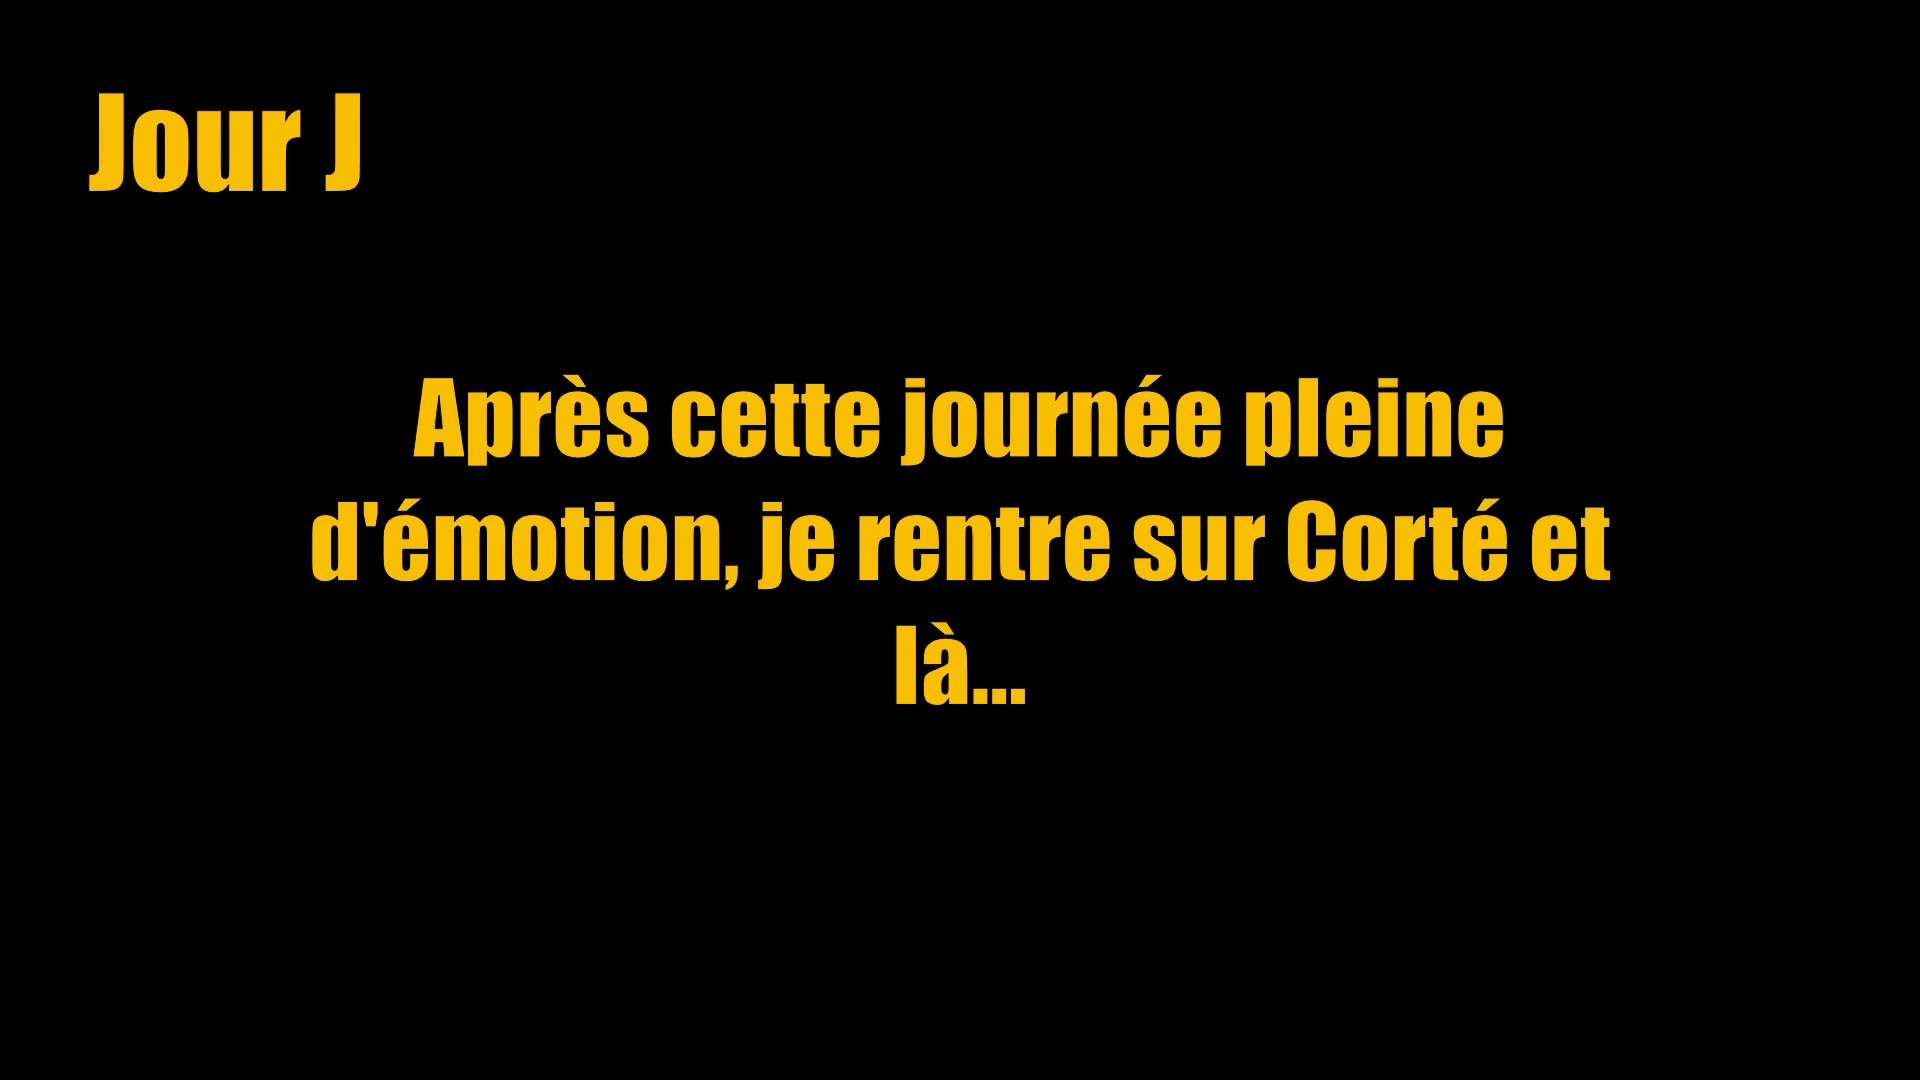 Jour J
Après cette journée pleine
d'émotion, je rentre sur Corté et
là...